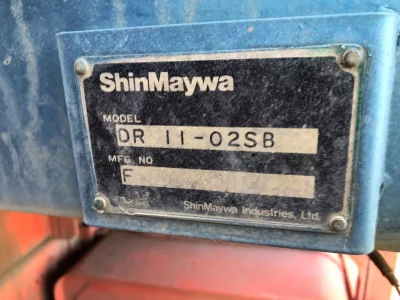 ShinMaywa
MODEL
DR 11-02SB
MFG NO
F
ShinMaywa Industries, Ltd.